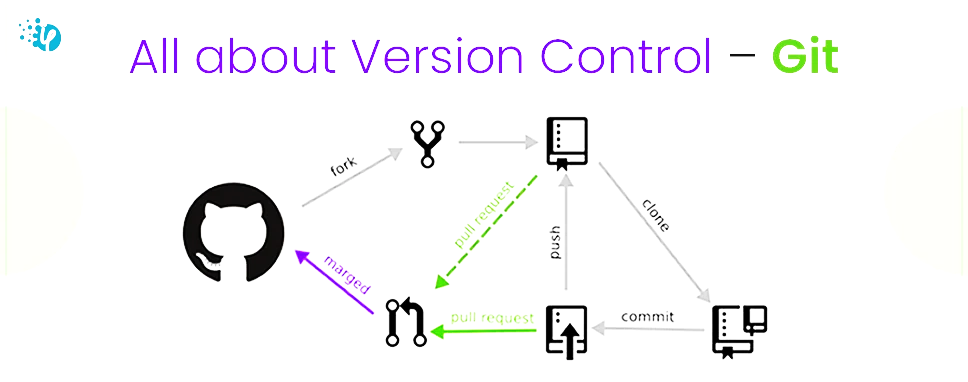 All about Version Control – Git
fork
clone
pull request
push
marged
pull request
commit